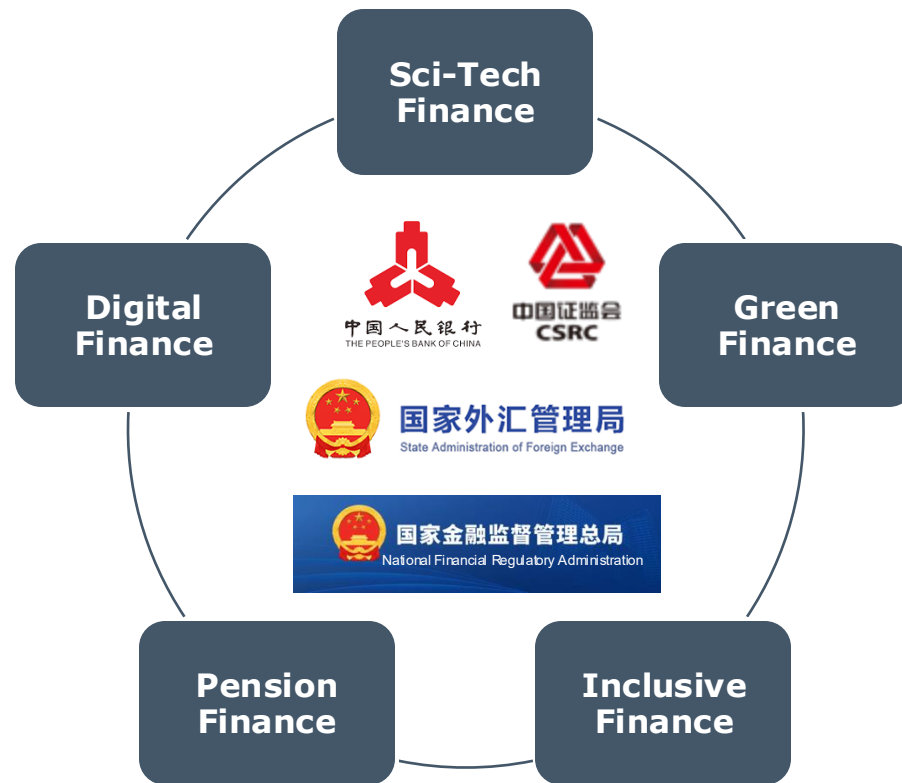 Sci-Tech
Finance
Digital
Finance
Green
Finance
中国人民银行
THE PEOPLE'S BANK OF CHINA
中国证监会
CSRC
国家外汇管理局
State Administration of Foreign Exchange
国家金融监督管理总局
National Financial Regulatory Administration
Pension
Finance
Inclusive
Finance